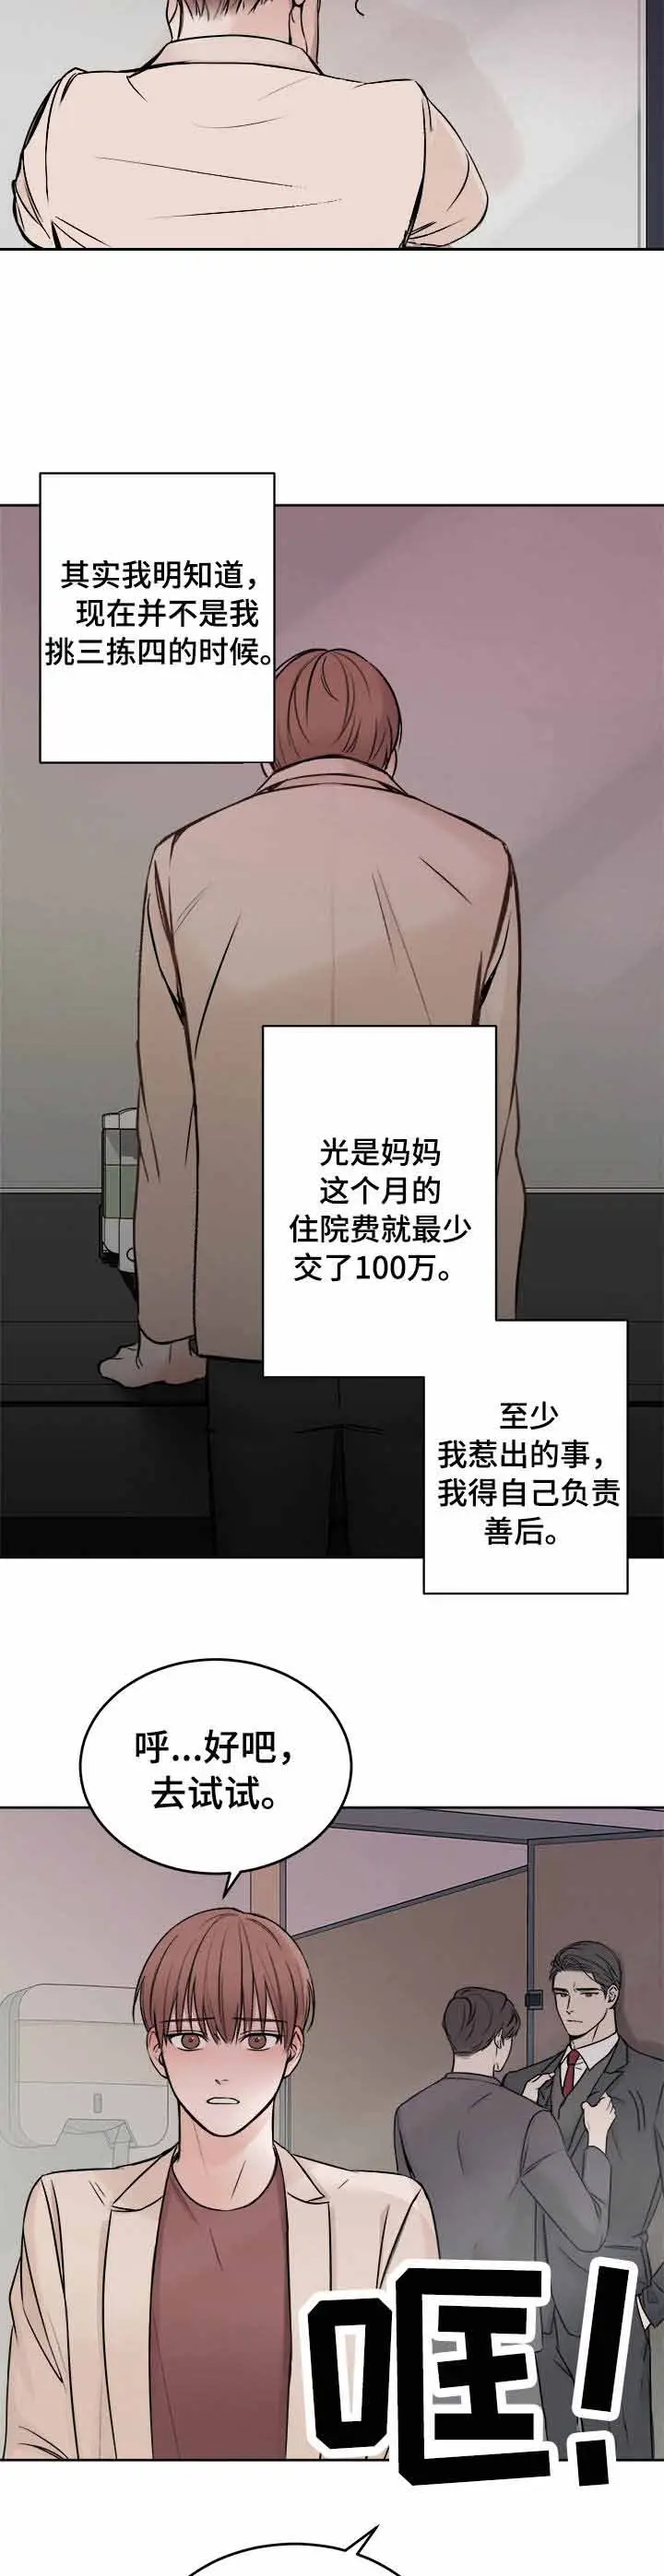 其实我明知道，
现在并不是我
挑三拣四的时候。
光是妈妈
这个月的
住院费就最少
交了100万。
至少
我惹出的事，
我得自己负责
善后。
呼...好吧，
去试试。
哐!